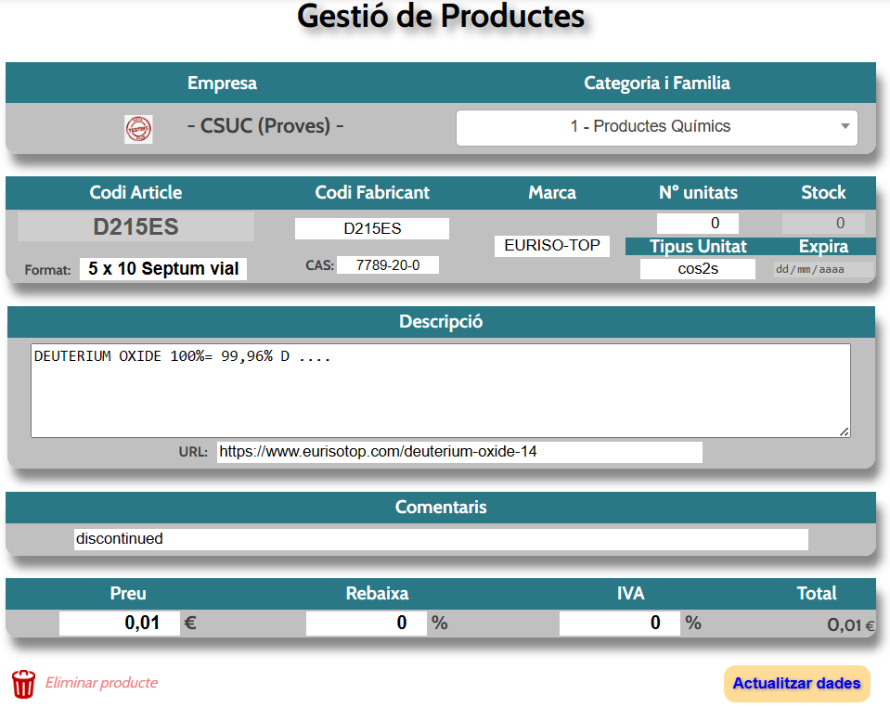 Gestió de Productes
Empresa
Categoria i Familia
- CSUC (Proves) -
1 - Productes Químics
Codi Article
Codi Fabricant
Marca
Nº unitats
Stock
D215ES
D215ES
EURISO-TOP
0
0
Tipus Unitat
Expira
Format:
5 x 10 Septum vial
CAS:
7789-20-0
cos2s
dd/mm/aaaa
Descripció
DEUTERIUM OXIDE 100%= 99,96% D ....
URL:
https://www.eurisotop.com/deuterium-oxide-14
Comentaris
discontinued
Preu
Rebaixa
IVA
Total
0,01 €
0 %
0 %
0,01 €
Eliminar producte
Actualitzar dades